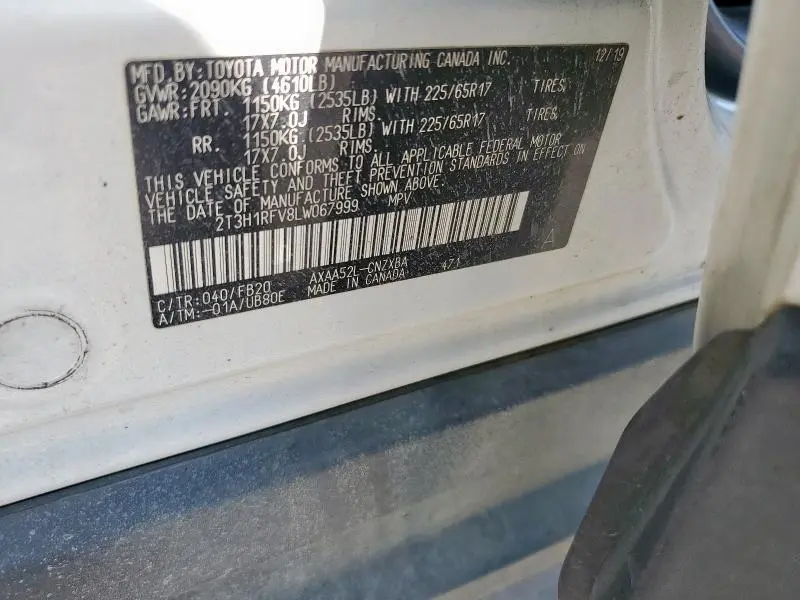 MFD.BY:TOYOTA MOTOR MANUFACTURING CANADA INC. 12/19
GVWR:2090KG (4610LB)
GAWR:FRT. 1150KG (2535LB) WITH 225/65R17 TIRES,
17X7.0J RIMS.
RR. 1150KG (2535LB) WITH 225/65R17 TIRES,
17X7.0J RIMS.
THIS VEHICLE CONFORMS TO ALL APPLICABLE FEDERAL MOTOR
VEHICLE SAFETY AND THEFT PREVENTION STANDARDS IN EFFECT ON
THE DATE OF MANUFACTURE SHOWN ABOVE.
2T3H1RFV8LW067999 MPV
A
C/TR:040/FB20 AXAA52L-CNZXBA 471
A/TM:-01A/UB80E MADE IN CANADA